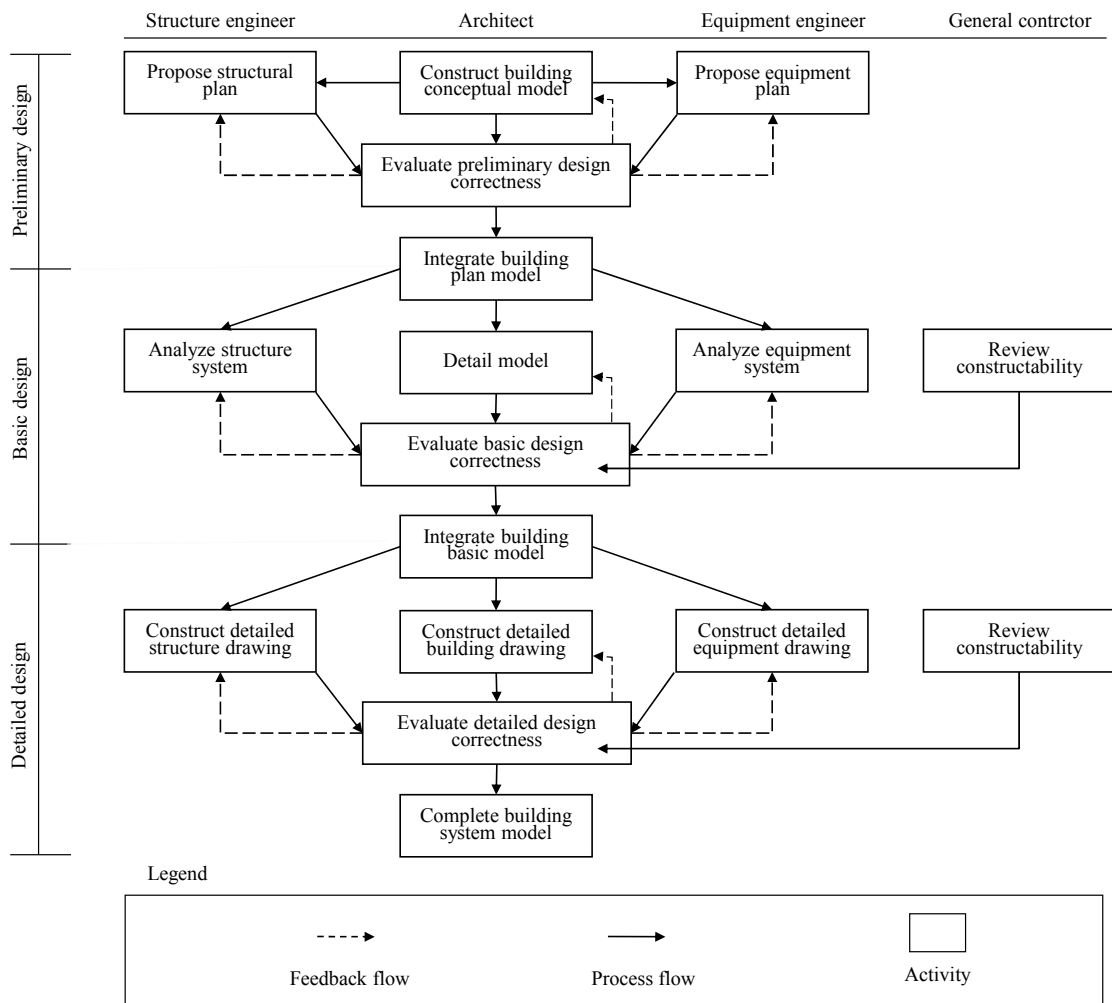 Structure engineer
Architect
Equipment engineer
General contrctor
Preliminary design
Propose structural
plan
Construct building
conceptual model
Propose equipment
plan
Evaluate preliminary design
correctness
Integrate building
plan model
Basic design
Analyze structure
system
Detail model
Analyze equipment
system
Review
constructability
Evaluate basic design
correctness
Integrate building
basic model
Detailed design
Construct detailed
structure drawing
Construct detailed
building drawing
Construct detailed
equipment drawing
Review
constructability
Evaluate detailed design
correctness
Complete building
system model
Legend
Feedback flow
Process flow
Activity